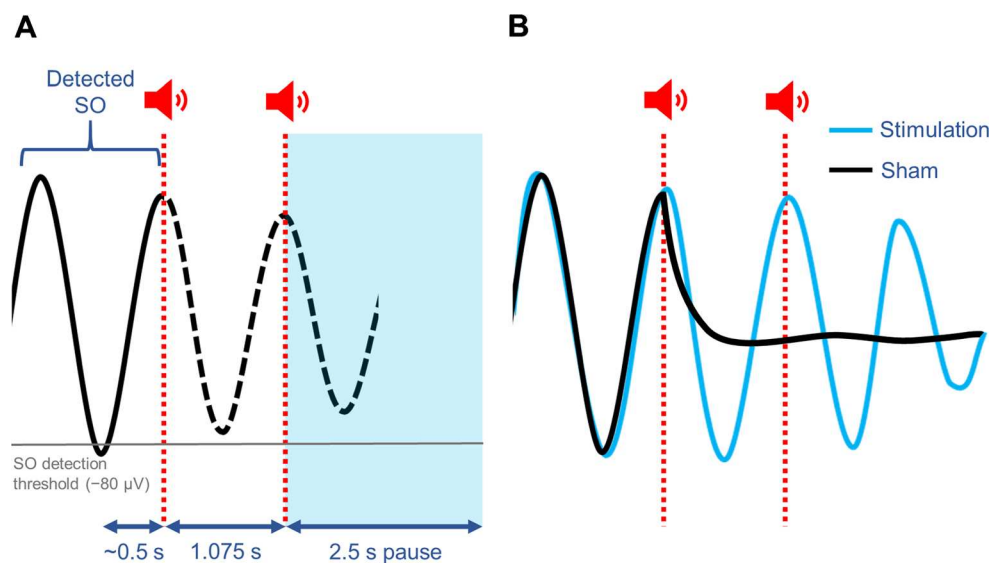 A
Detected
SO
SO detection
threshold (−80 µV)
~0.5 s
1.075 s
2.5 s pause
B
Stimulation
Sham